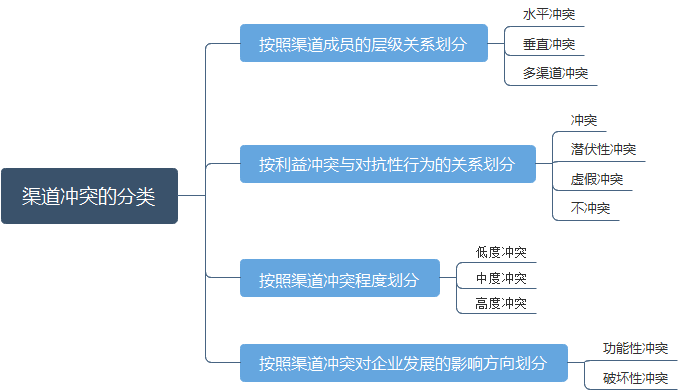 渠道冲突的分类
按照渠道成员的层级关系划分
水平冲突
垂直冲突
多渠道冲突
按利益冲突与对抗性行为的关系划分
冲突
潜伏性冲突
虚假冲突
不冲突
按照渠道冲突程度划分
低度冲突
中度冲突
高度冲突
按照渠道冲突对企业发展的影响方向划分
功能性冲突
破坏性冲突